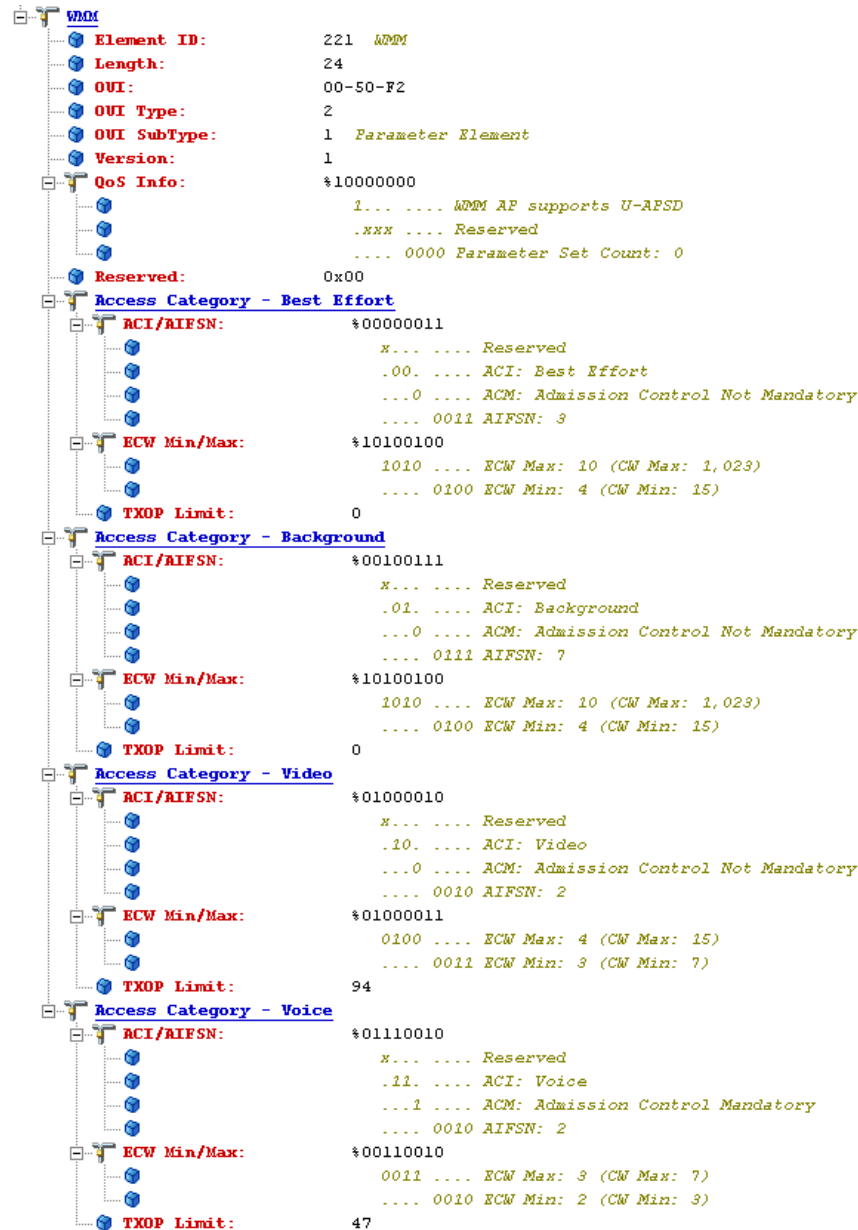 WMM
Element ID: 221 WMM
Length: 24
OUI: 00-50-F2
OUI Type: 2
OUI SubType: 1 Parameter Element
Version: 1
QoS Info: %10000000
1... .... WMM AP supports U-APSD
.xxx .... Reserved
.... 0000 Parameter Set Count: 0
Reserved: 0x00
Access Category - Best Effort
ACI/AIFSN: %00000011
x... .... Reserved
.00. .... ACI: Best Effort
...0 .... ACM: Admission Control Not Mandatory
.... 0011 AIFSN: 3
ECW Min/Max: %10100100
1010 .... ECW Max: 10 (CW Max: 1,023)
.... 0100 ECW Min: 4 (CW Min: 15)
TXOP Limit: 0
Access Category - Background
ACI/AIFSN: %00100111
x... .... Reserved
.01. .... ACI: Background
...0 .... ACM: Admission Control Not Mandatory
.... 0111 AIFSN: 7
ECW Min/Max: %10100100
1010 .... ECW Max: 10 (CW Max: 1,023)
.... 0100 ECW Min: 4 (CW Min: 15)
TXOP Limit: 0
Access Category - Video
ACI/AIFSN: %01000010
x... .... Reserved
.10. .... ACI: Video
...0 .... ACM: Admission Control Not Mandatory
.... 0010 AIFSN: 2
ECW Min/Max: %01000011
0100 .... ECW Max: 4 (CW Max: 15)
.... 0011 ECW Min: 3 (CW Min: 7)
TXOP Limit: 94
Access Category - Voice
ACI/AIFSN: %01110010
x... .... Reserved
.11. .... ACI: Voice
...1 .... ACM: Admission Control Mandatory
.... 0010 AIFSN: 2
ECW Min/Max: %00110010
0011 .... ECW Max: 3 (CW Max: 7)
.... 0010 ECW Min: 2 (CW Min: 3)
TXOP Limit: 47